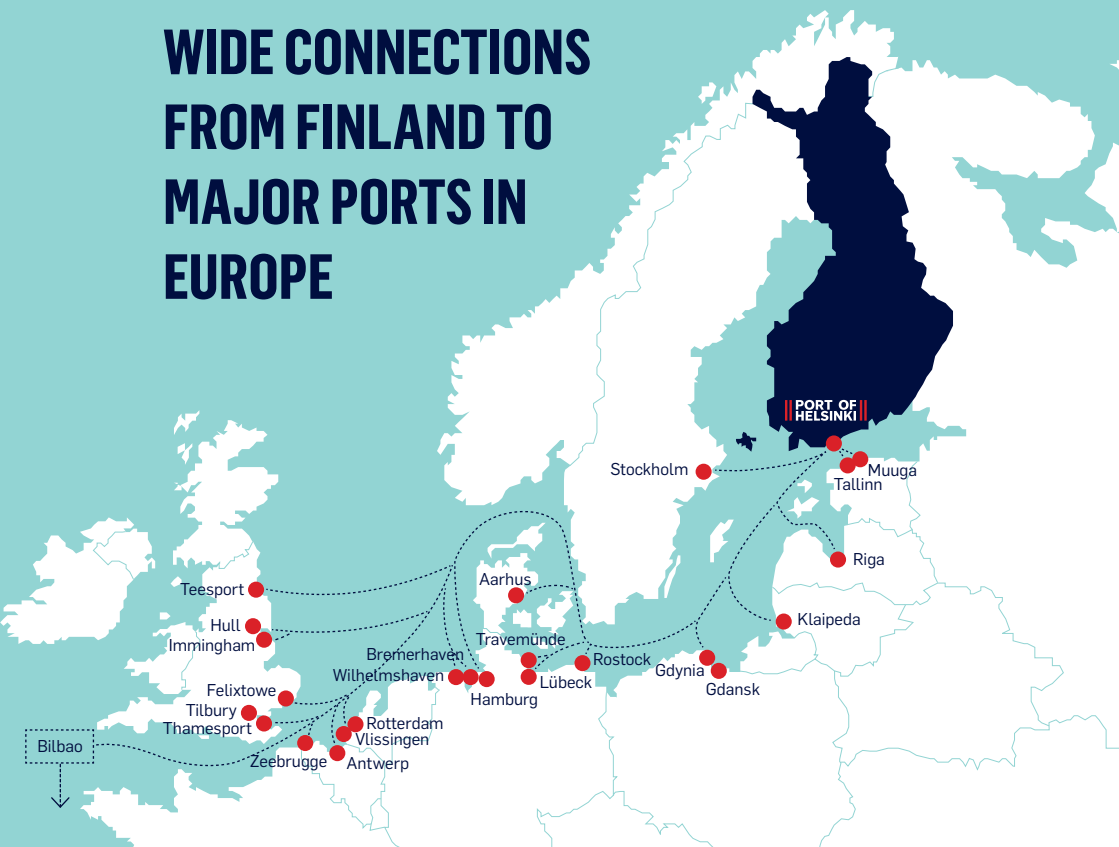 WIDE CONNECTIONS
FROM FINLAND TO
MAJOR PORTS IN
EUROPE
PORT OF
HELSINKI
Stockholm
Muuga
Tallinn
Riga
Aarhus
Teesport
Klaipeda
Hull
Travemünde
Immingham
Bremerhaven
Rostock
Gdynia
Wilhelmshaven
Lübeck
Gdansk
Felixtowe
Hamburg
Tilbury
Rotterdam
Thamesport
Vlissingen
Bilbao
Zeebrugge
Antwerp